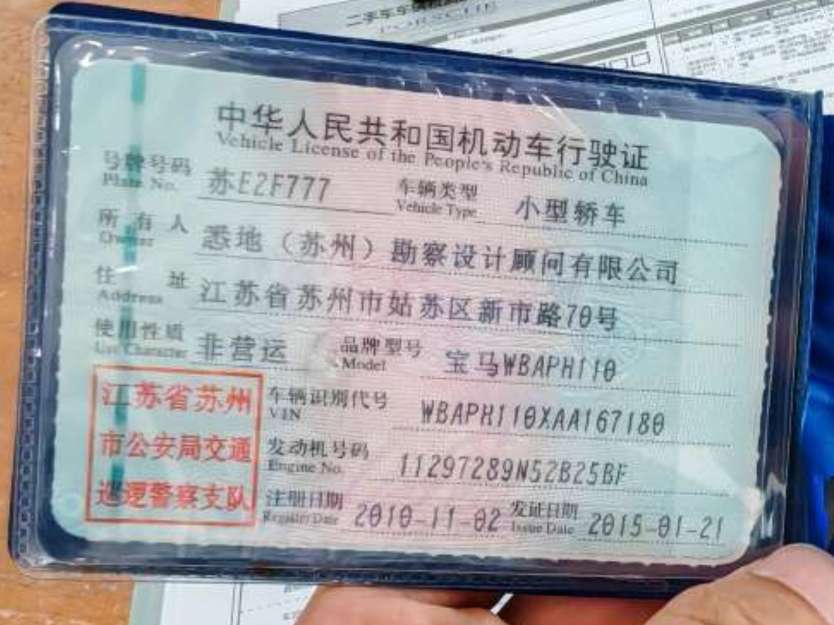 二手车
PORSCHE
中华人民共和国机动车行驶证
Vehicle License of the People's Republic of China
号牌号码 苏E2F777 车辆类型 小型轿车
Plate No. Vehicle Type
所有人 悉地(苏州)勘察设计顾问有限公司
Owner
住址 江苏省苏州市姑苏区新市路70号
Address
使用性质 非营运 品牌型号 宝马WBAPH110
Use Character Model
江苏省苏州 车辆识别代号 WBAPH110XAA167180
VIN
市公安局交通 发动机号码 11297289N52B25BF
Engine No.
巡逻警察支队 注册日期 2010-11-02 发证日期 2015-01-21
Register Date Issue Date